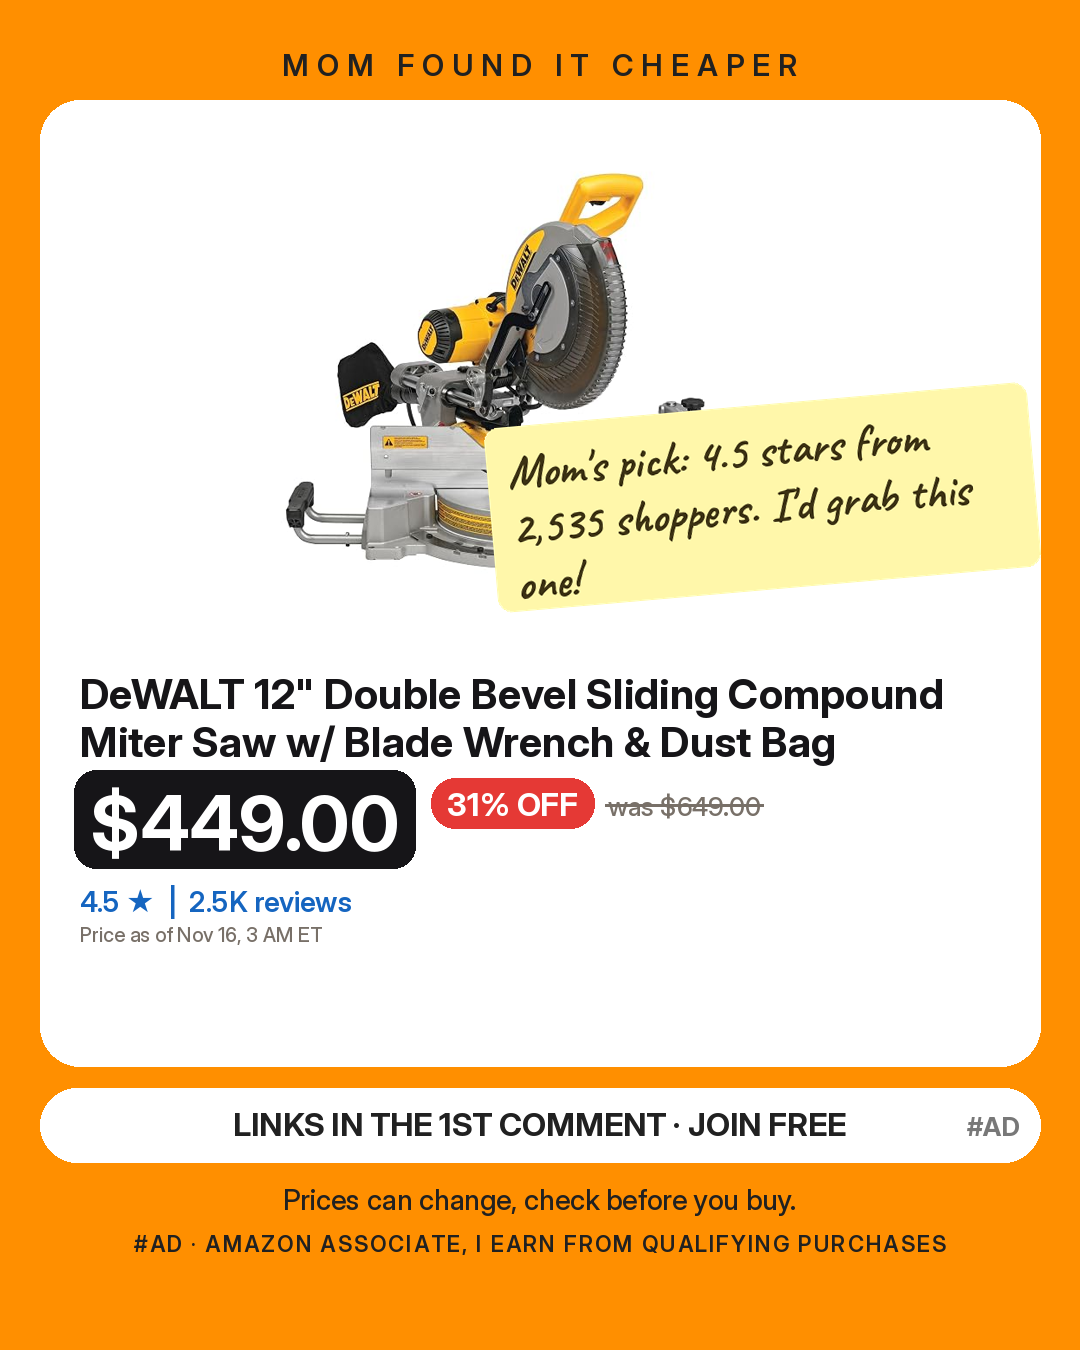 MOM FOUND IT CHEAPER
DEWALT
DEWALT
DEWALT
Mom's pick: 4.5 stars from
2,535 shoppers. I'd grab this
one!
DeWALT 12" Double Bevel Sliding Compound
Miter Saw w/ Blade Wrench & Dust Bag
$449.00
31% OFF
was $649.00
4.5 ★ | 2.5K reviews
Price as of Nov 16, 3 AM ET
LINKS IN THE 1ST COMMENT · JOIN FREE
#AD
Prices can change, check before you buy.
#AD · AMAZON ASSOCIATE, I EARN FROM QUALIFYING PURCHASES